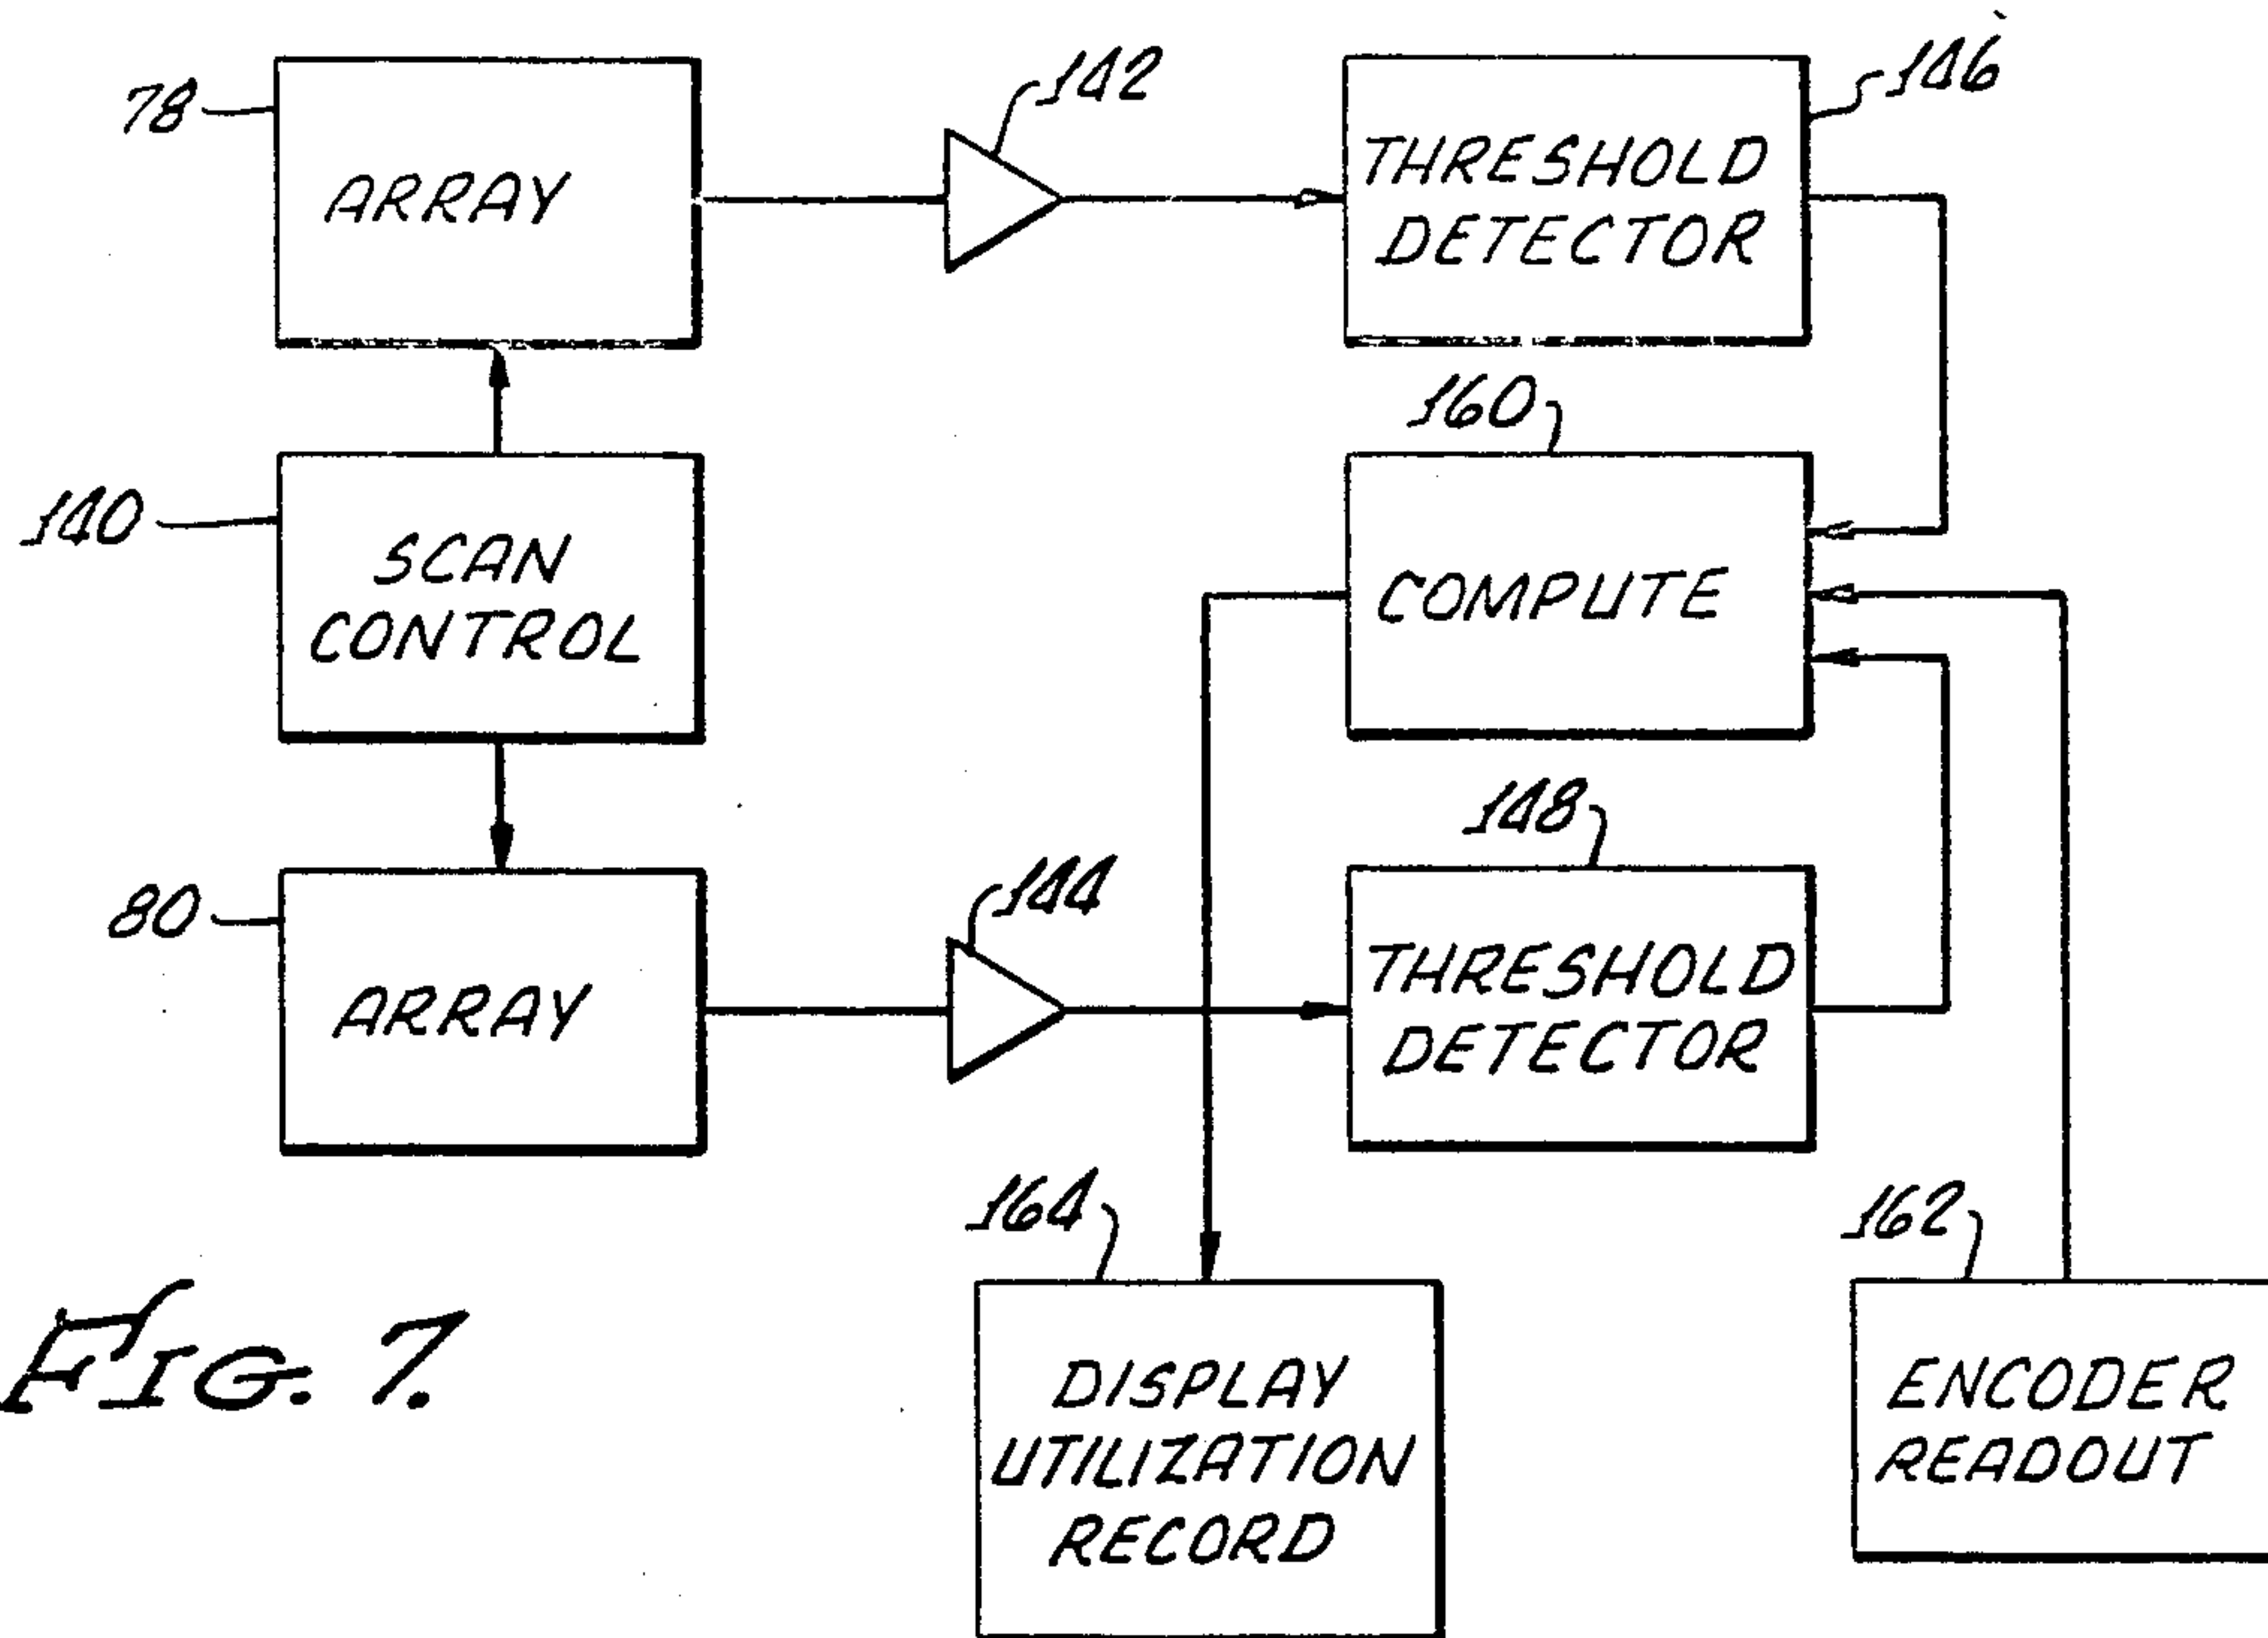 78
ARRAY
142
THRESHOLD
DETECTOR
146
140
SCAN
CONTROL
160
COMPUTE
80
ARRAY
144
148
THRESHOLD
DETECTOR
164
DISPLAY
UTILIZATION
RECORD
162
ENCODER
READOUT
FIG. 7.